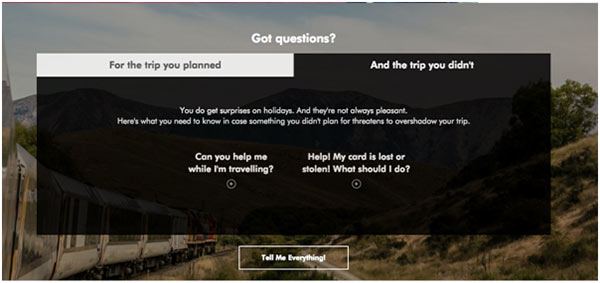 Got questions?
For the trip you planned
And the trip you didn't
You do get surprises on holidays. And they're not always pleasant.
Here's what you need to know in case something you didn't plan for threatens to overshadow your trip.
Can you help me
while I'm travelling?
Help! My card is lost or
stolen! What should I do?
Tell Me Everything!